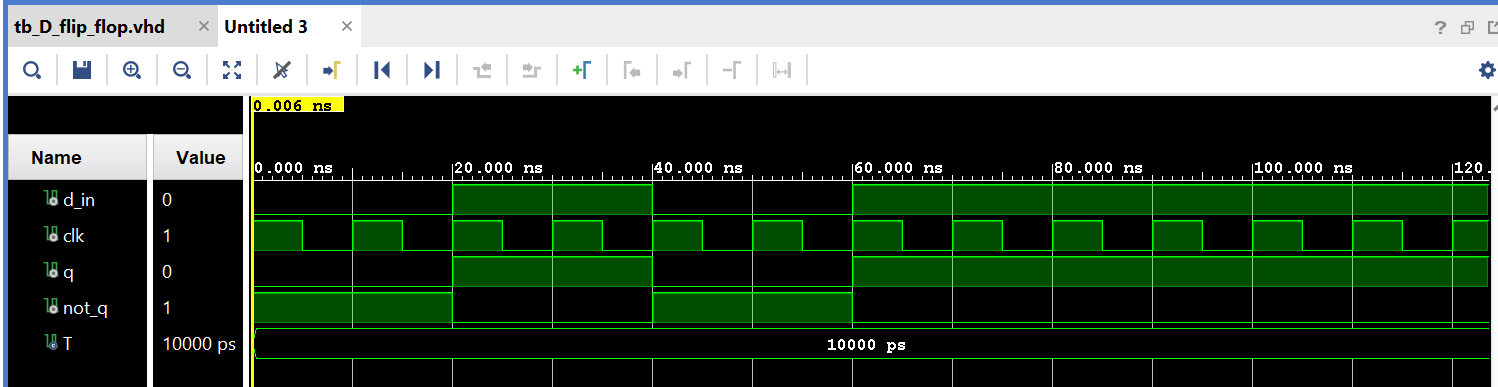 tb_D_flip_flop.vhd × Untitled 3 ×
?
0.006 ns
Name Value
0.000 ns 20.000 ns 40.000 ns 60.000 ns 80.000 ns 100.000 ns 120.
d_in 0
clk 1
q 0
not_q 1
T 10000 ps 10000 ps